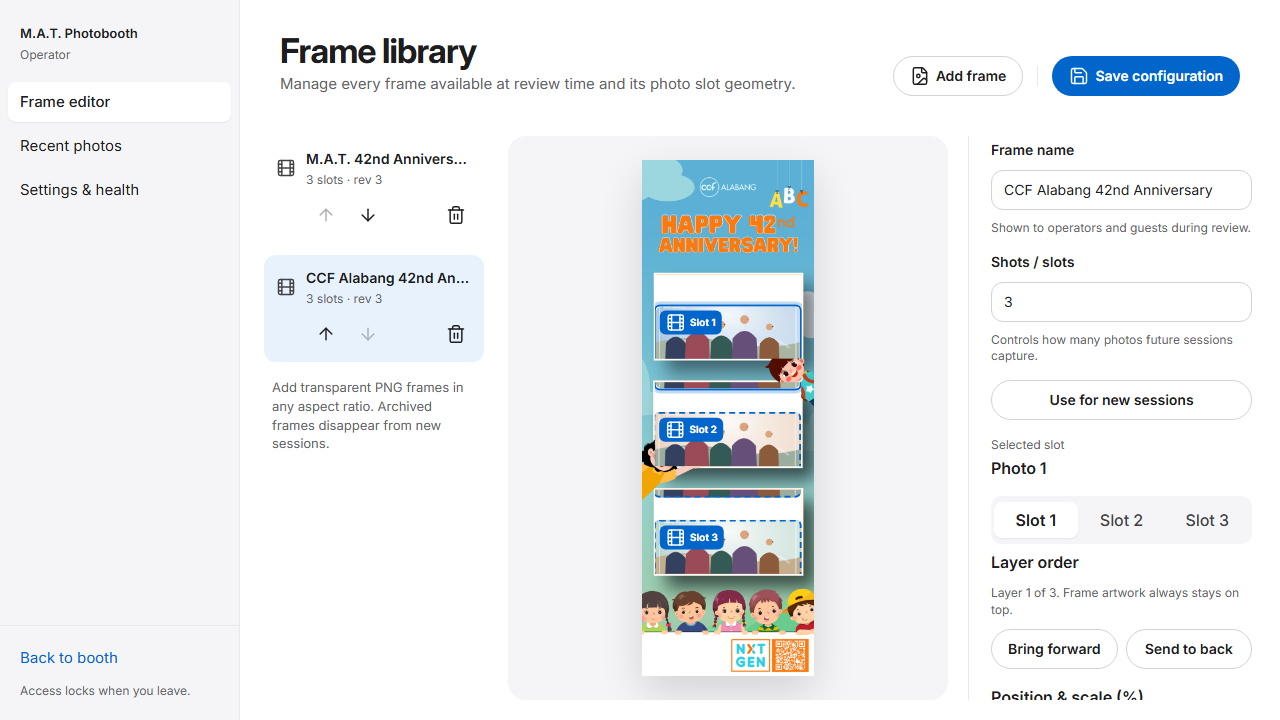 M.A.T. Photobooth
Operator
Frame editor
Recent photos
Settings & health
Back to booth
Access locks when you leave.
Frame library
Manage every frame available at review time and its photo slot geometry.
Add frame
Save configuration
M.A.T. 42nd Annivers...
3 slots · rev 3
CCF Alabang 42nd An...
3 slots · rev 3
Add transparent PNG frames in
any aspect ratio. Archived
frames disappear from new
sessions.
ccf ALABANG
ABC
HAPPY 42nd
ANNIVERSARY!
Slot 1
Slot 2
Slot 3
NXT
GEN
Frame name
CCF Alabang 42nd Anniversary
Shown to operators and guests during review.
Shots / slots
3
Controls how many photos future sessions
capture.
Use for new sessions
Selected slot
Photo 1
Slot 1 Slot 2 Slot 3
Layer order
Layer 1 of 3. Frame artwork always stays on
top.
Bring forward Send to back
Position & scale (%)